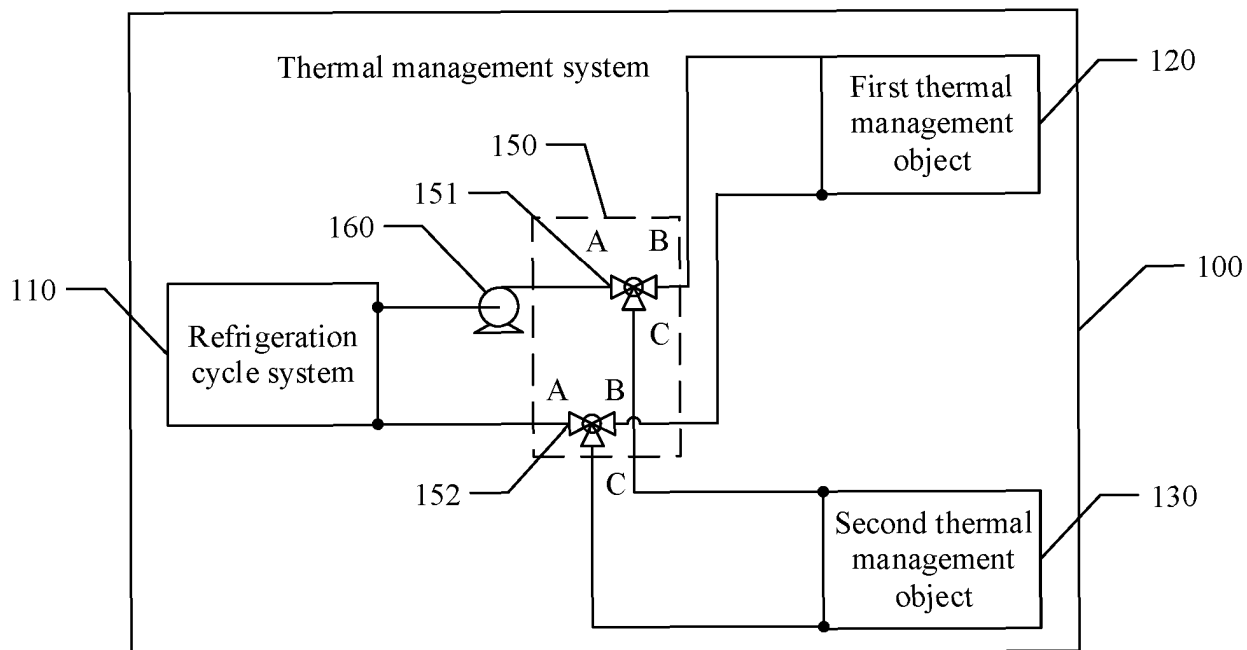 Thermal management system
120
First thermal
management
object
150
151
160
A
B
100
110
Refrigeration
cycle system
C
A
B
152
C
130
Second thermal
management
object